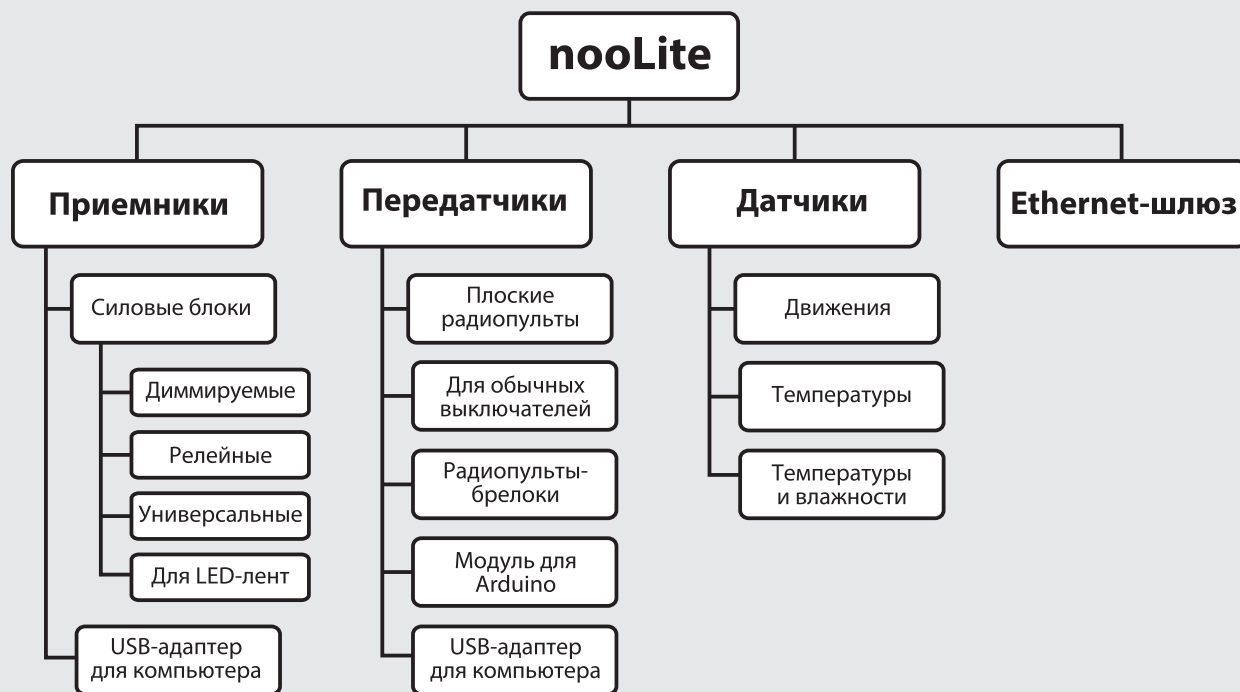 nooLite
Приемники
Передатчики
Датчики
Ethernet-шлюз
Силовые блоки
Диммируемые
Релейные
Универсальные
Для LED-лент
USB-адаптер
для компьютера
Плоские
радиопульты
Для обычных
выключателей
Радиопульты-
брелоки
Модуль для
Arduino
USB-адаптер
для компьютера
Движения
Температуры
Температуры
и влажности